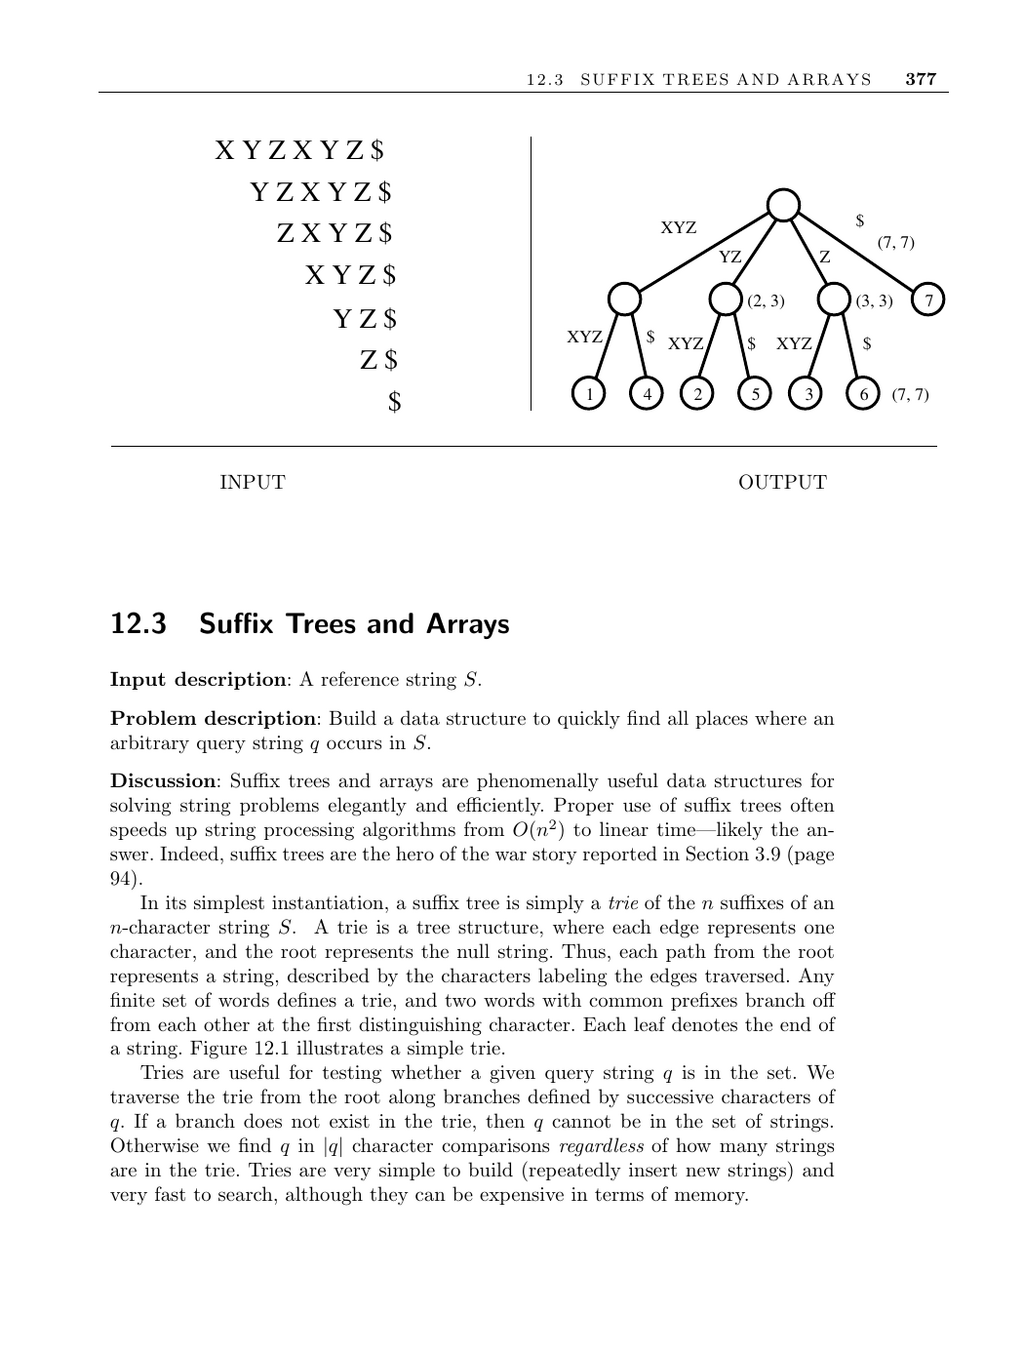 12.3 SUFFIX TREES AND ARRAYS 377
X Y Z X Y Z $
Y Z X Y Z $
Z X Y Z $
X Y Z $
Y Z $
Z $
$
XYZ
YZ
Z
$
(7, 7)
(2, 3)
(3, 3)
7
XYZ
$
XYZ
$
XYZ
$
1
4
2
5
3
6
(7, 7)
INPUT
OUTPUT
12.3 Suffix Trees and Arrays
Input description: A reference string S.
Problem description: Build a data structure to quickly find all places where an
arbitrary query string q occurs in S.
Discussion: Suffix trees and arrays are phenomenally useful data structures for
solving string problems elegantly and efficiently. Proper use of suffix trees often
speeds up string processing algorithms from O(n²) to linear time—likely the an-
swer. Indeed, suffix trees are the hero of the war story reported in Section 3.9 (page
94).
In its simplest instantiation, a suffix tree is simply a trie of the n suffixes of an
n-character string S. A trie is a tree structure, where each edge represents one
character, and the root represents the null string. Thus, each path from the root
represents a string, described by the characters labeling the edges traversed. Any
finite set of words defines a trie, and two words with common prefixes branch off
from each other at the first distinguishing character. Each leaf denotes the end of
a string. Figure 12.1 illustrates a simple trie.
Tries are useful for testing whether a given query string q is in the set. We
traverse the trie from the root along branches defined by successive characters of
q. If a branch does not exist in the trie, then q cannot be in the set of strings.
Otherwise we find q in |q| character comparisons regardless of how many strings
are in the trie. Tries are very simple to build (repeatedly insert new strings) and
very fast to search, although they can be expensive in terms of memory.